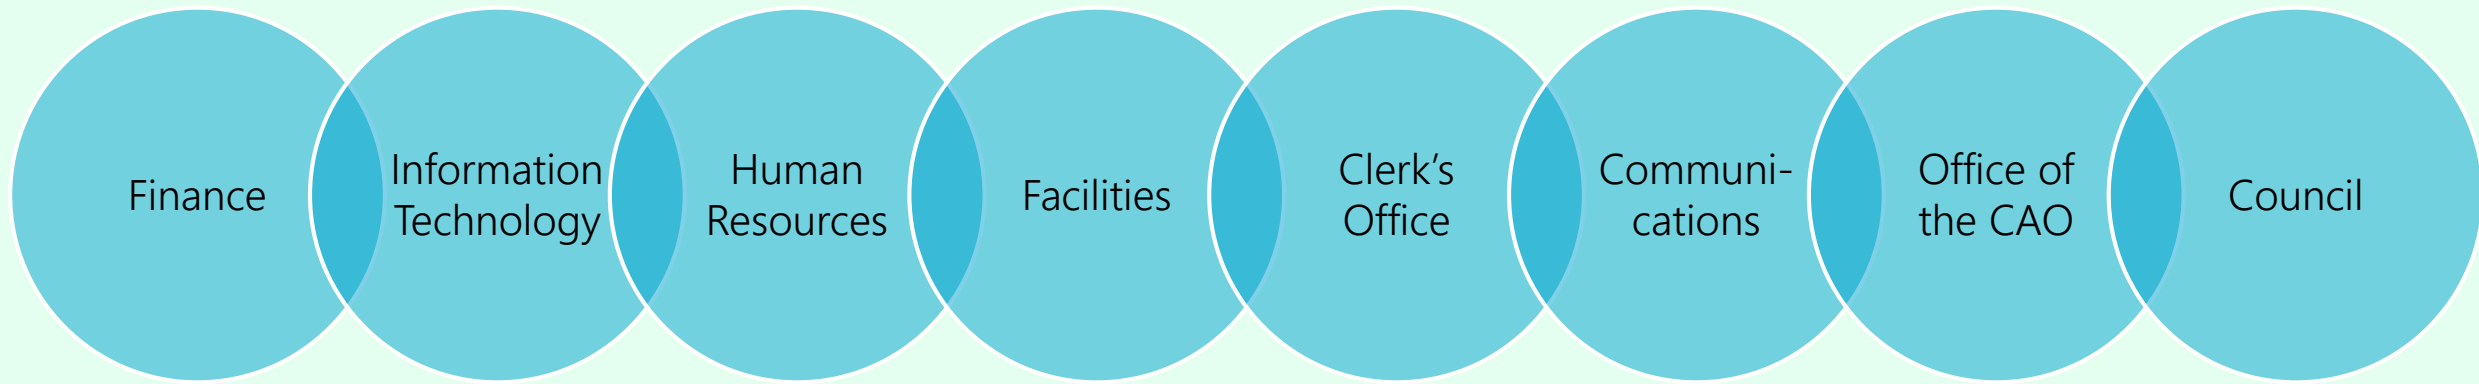 Finance
Information
Technology
Human
Resources
Facilities
Clerk’s
Office
Communi-
cations
Office of
the CAO
Council